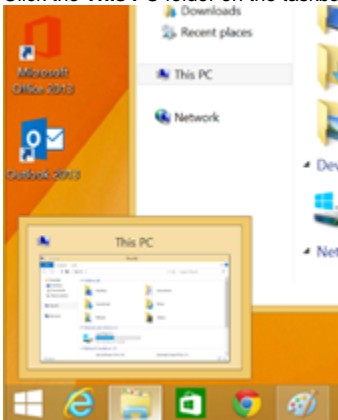 Click the This PC folder on the taskba
Downloads
Recent places
Microsoft
Office 2013
This PC
Network
Outlook 2013
Dev
Net
This PC